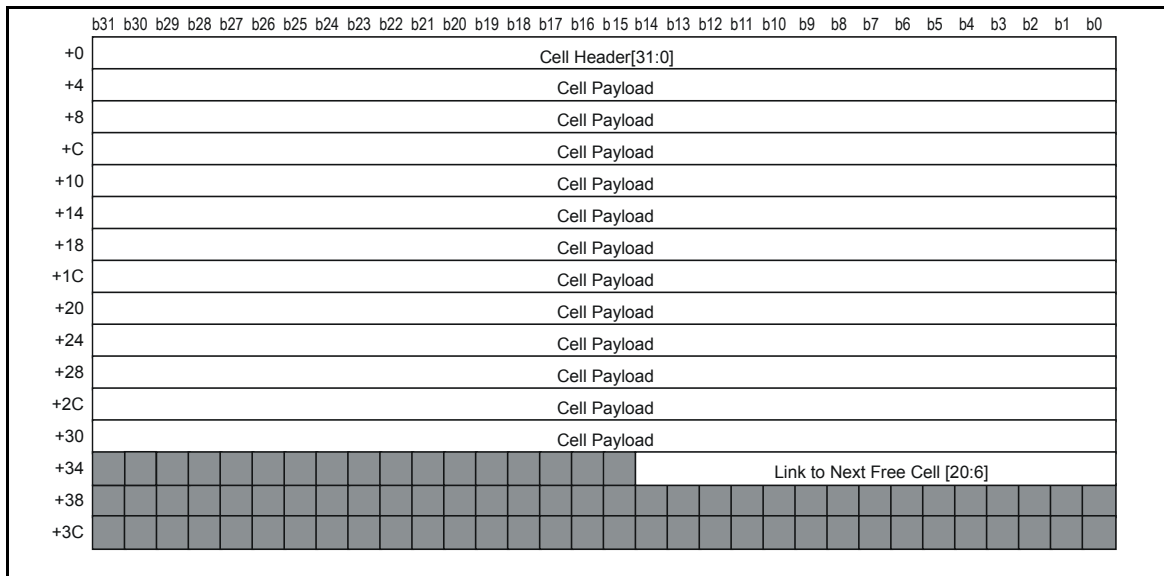 b31 b30 b29 b28 b27 b26 b25 b24 b23 b22 b21 b20 b19 b18 b17 b16 b15 b14 b13 b12 b11 b10 b9 b8 b7 b6 b5 b4 b3 b2 b1 b0
+0 Cell Header[31:0]
+4 Cell Payload
+8 Cell Payload
+C Cell Payload
+10 Cell Payload
+14 Cell Payload
+18 Cell Payload
+1C Cell Payload
+20 Cell Payload
+24 Cell Payload
+28 Cell Payload
+2C Cell Payload
+30 Cell Payload
+34 Link to Next Free Cell [20:6]
+38
+3C